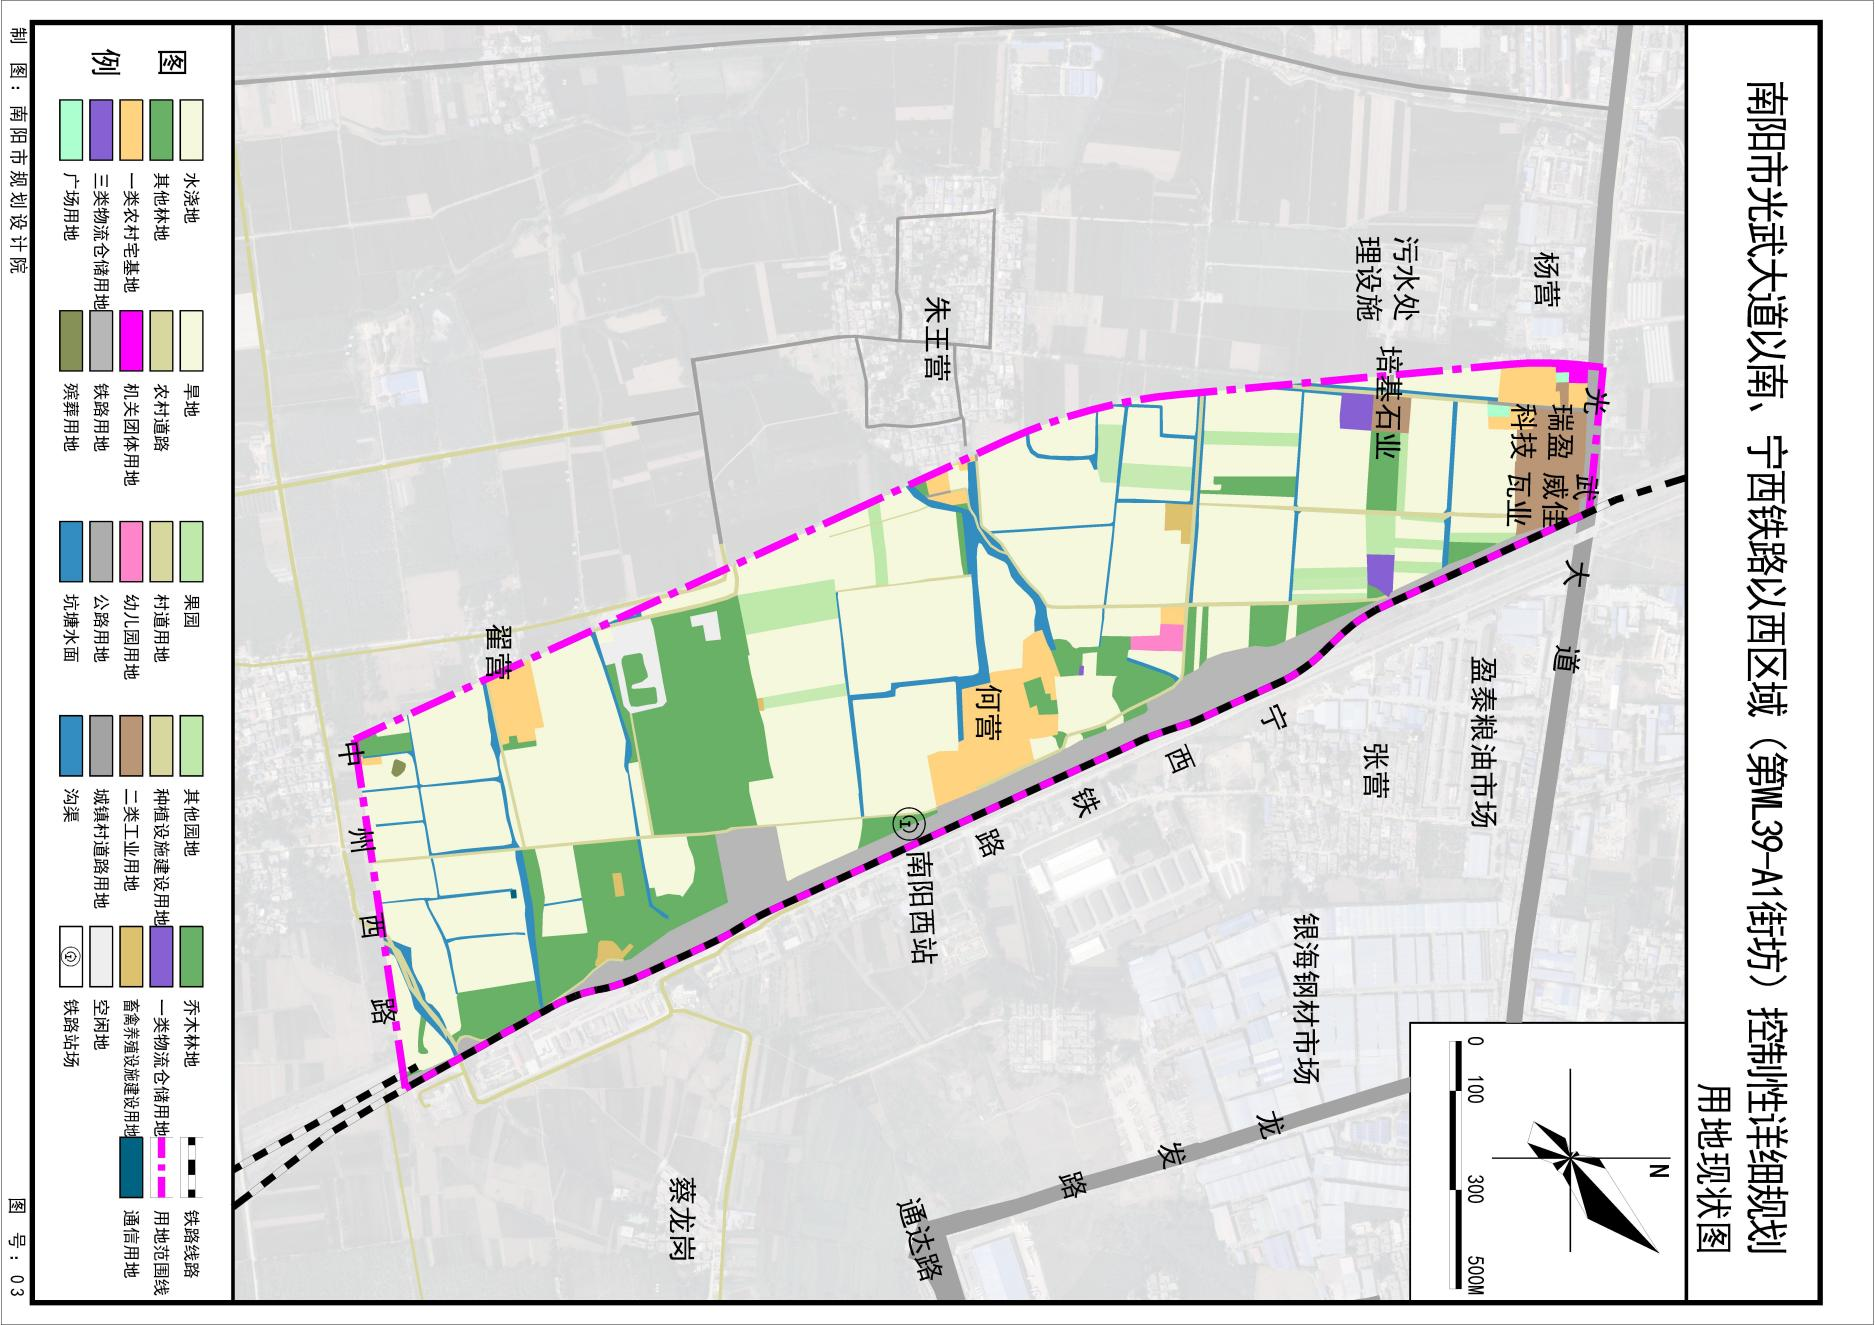 南阳市光武大道以南、宁西铁路以西区域（第WL39-A1街坊）控制性详细规划
用地现状图
N
0 100 300 500M
杨营
污水处
理设施
朱王营
培基石业
瑞盈
科技
威佳
瓦业
光武大道
盈泰粮油市场
张营
宁西铁路
银海钢材市场
龙发路
通达路
蔡龙岗
何营
南阳西站
翟营
中州西路
图例
水浇地
旱地
果园
其他园地
乔木林地
铁路线路
其他林地
农村道路
村道用地
种植设施建设用地
一类物流仓储用地
用地范围线
一类农村宅基地
机关团体用地
幼儿园用地
二类工业用地
畜禽养殖设施建设用地
通信用地
三类物流仓储用地
铁路用地
公路用地
城镇村道路用地
空闲地
广场用地
殡葬用地
坑塘水面
沟渠
铁路站场
制 图：南阳市规划设计院
图 号：03